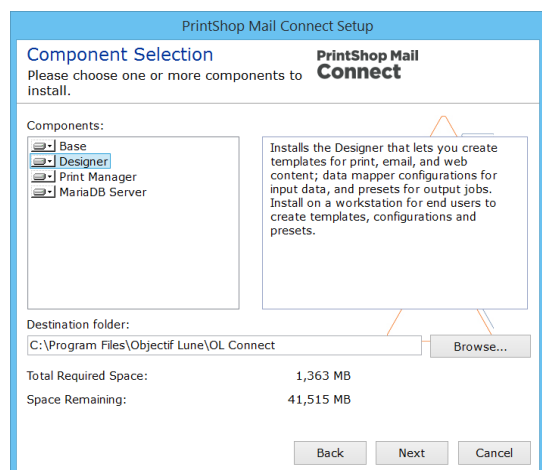 PrintShop Mail Connect Setup
Component Selection
Please choose one or more components to
install.
PrintShop Mail
Connect
Components:
Base
Designer
Print Manager
MariaDB Server
Installs the Designer that lets you create
templates for print, email, and web
content; data mapper configurations for
input data, and presets for output jobs.
Install on a workstation for end users to
create templates, configurations and
presets.
Destination folder:
C:\Program Files\Objectif Lune\OL Connect
Browse...
Total Required Space: 1,363 MB
Space Remaining: 41,515 MB
Back Next Cancel